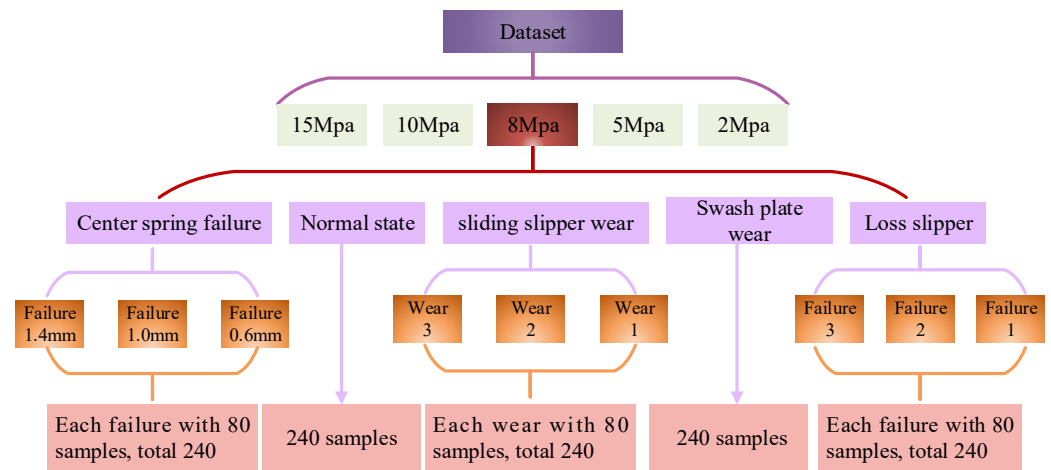 Dataset
15Mpa
10Mpa
8Mpa
5Mpa
2Mpa
Center spring failure
Normal state
sliding slipper wear
Swash plate
wear
Loss slipper
Failure
1.4mm
Failure
1.0mm
Failure
0.6mm
Wear
3
Wear
2
Wear
1
Failure
3
Failure
2
Failure
1
Each failure with 80
samples, total 240
240 samples
Each wear with 80
samples, total 240
240 samples
Each failure with 80
samples, total 240